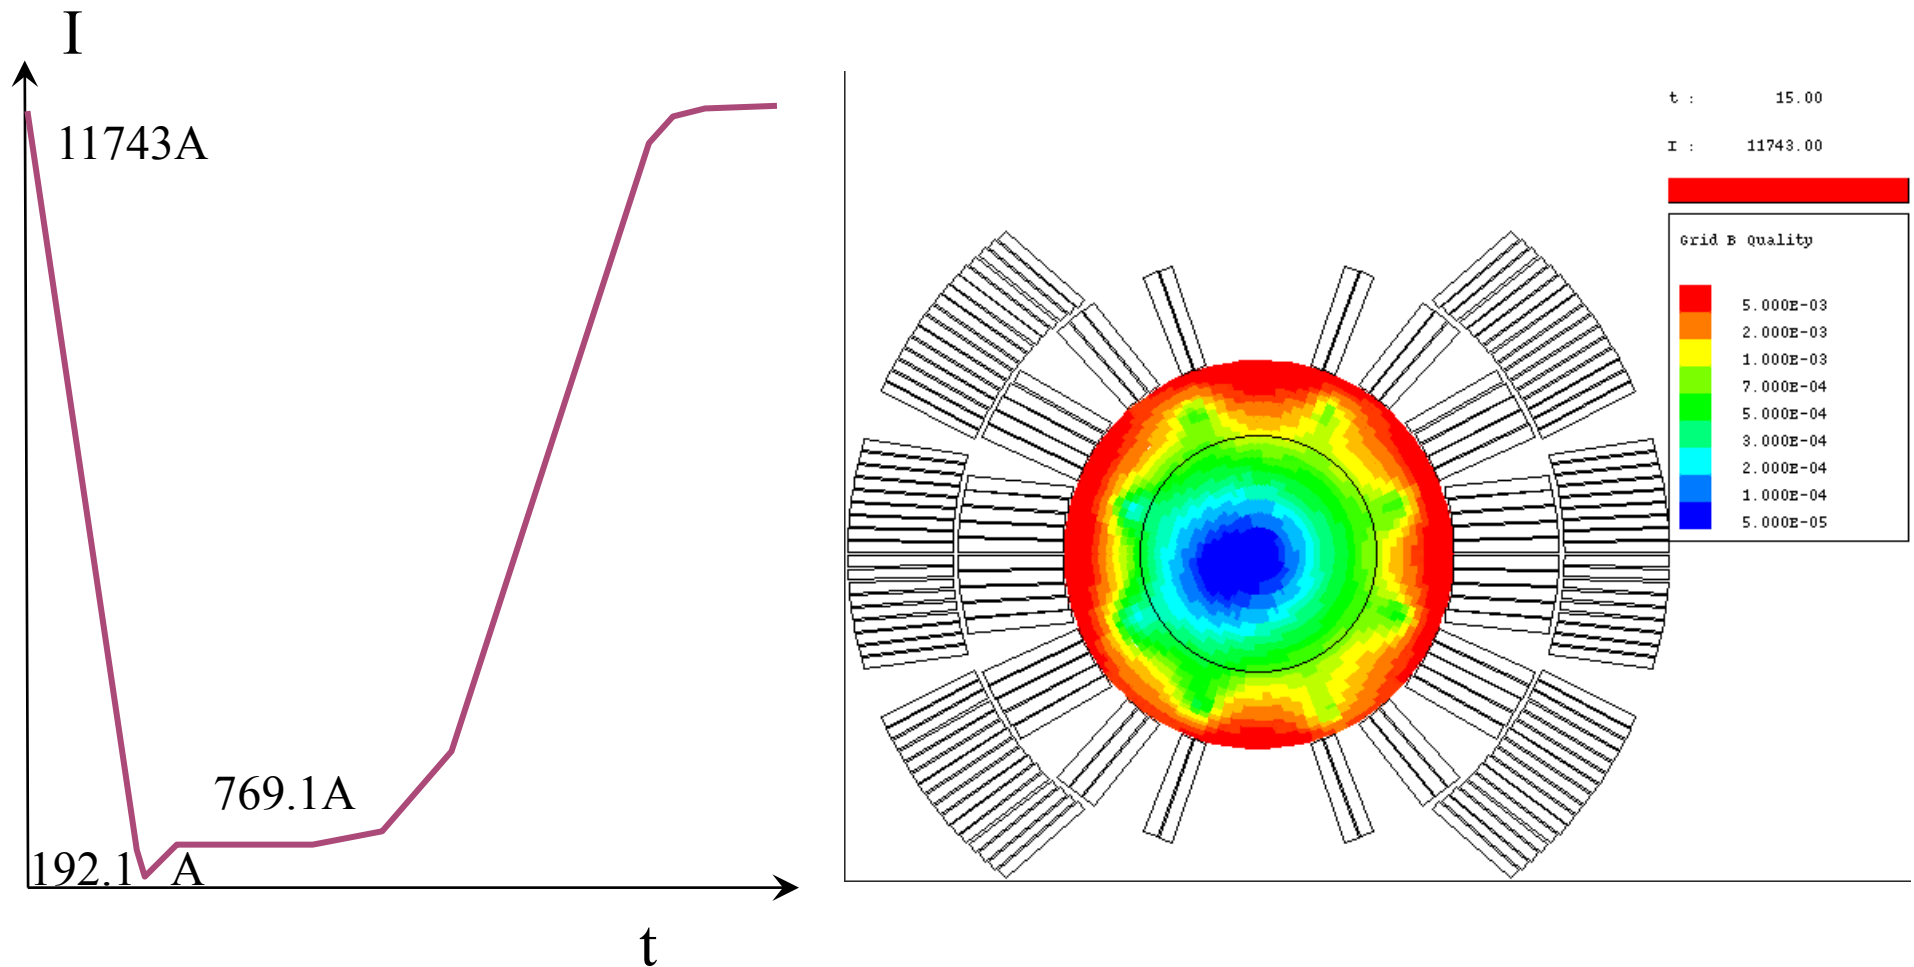 I
11743A
769.1A
192.1 A
t
t : 15.00
I : 11743.00
Grid B Quality
5.000E-03
2.000E-03
1.000E-03
7.000E-04
5.000E-04
3.000E-04
2.000E-04
1.000E-04
5.000E-05